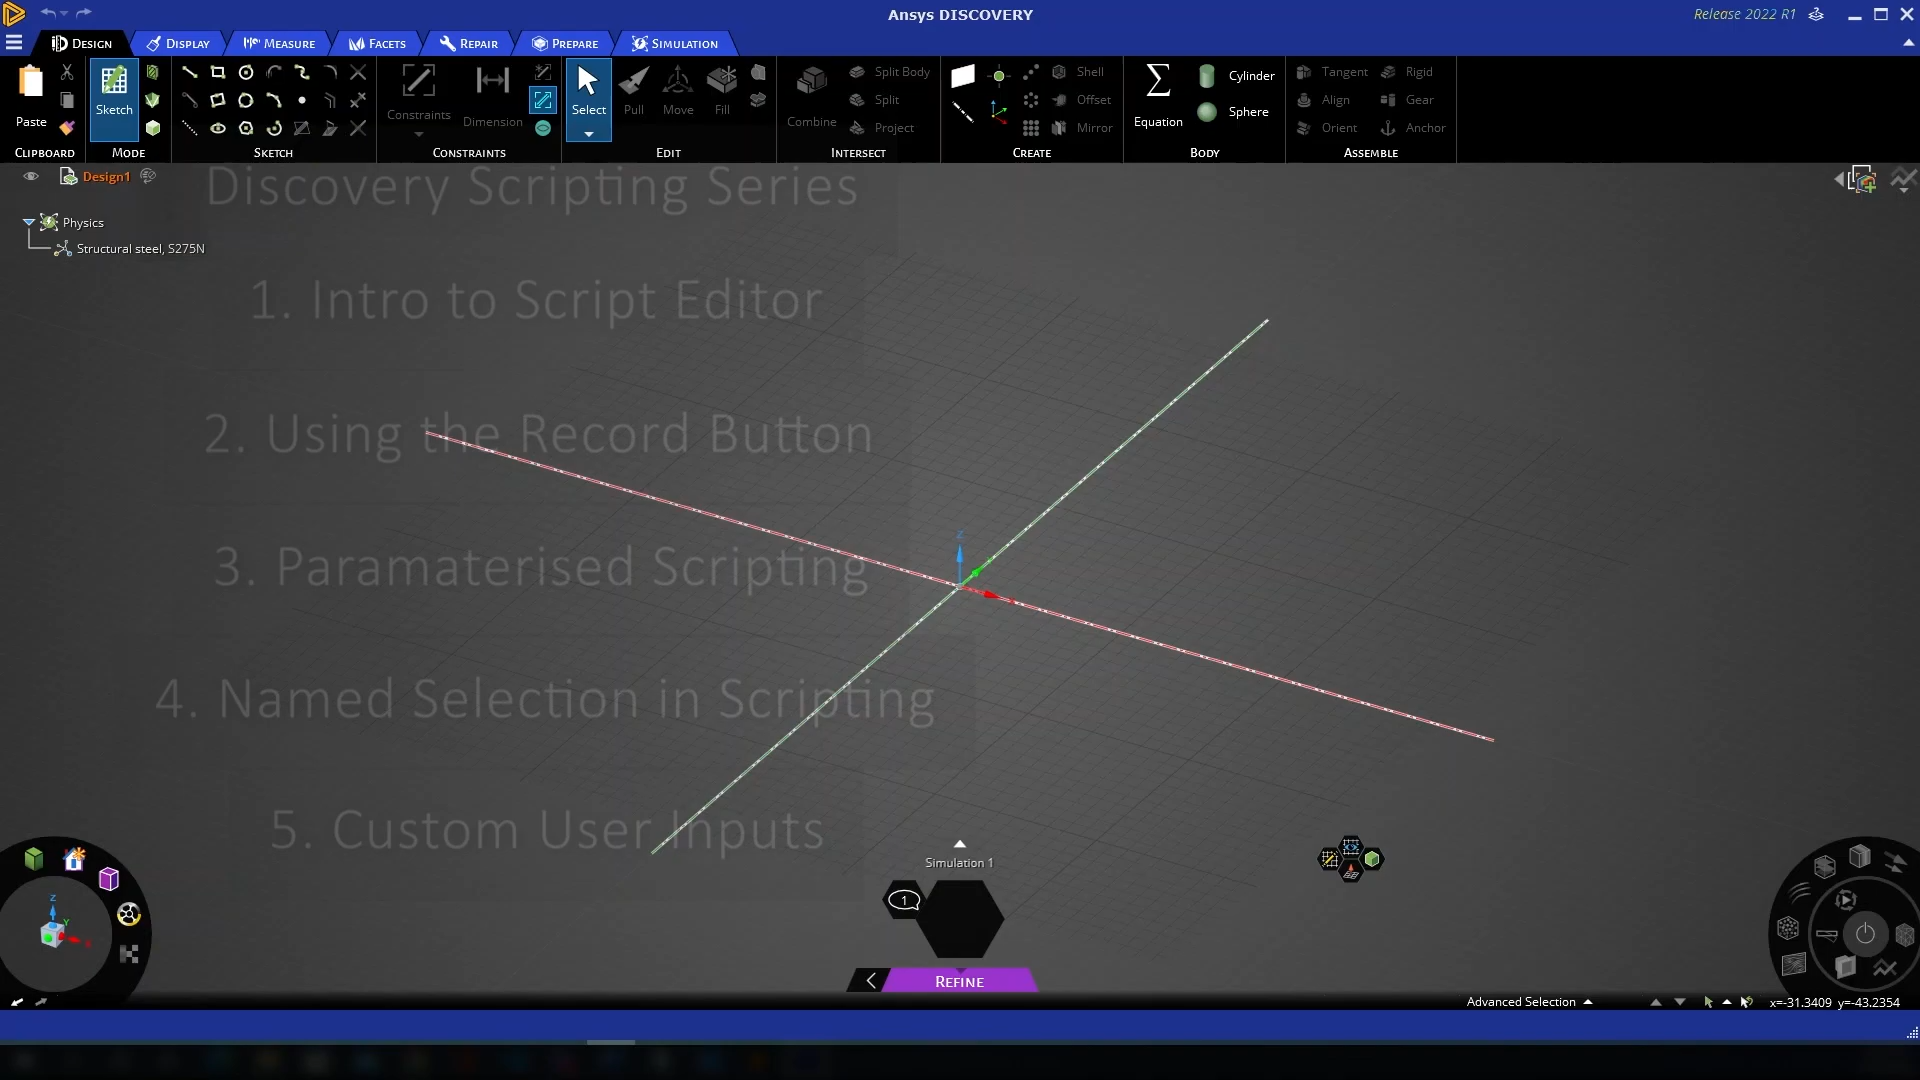 Ansys DISCOVERY
Release 2022 R1
Design
Display
Measure
Facets
Repair
Prepare
Simulation
Paste
Sketch
Constraints
Dimension
Select
Pull
Move
Fill
Combine
Split Body
Split
Project
Shell
Offset
Mirror
Equation
Cylinder
Sphere
Tangent
Align
Orient
Rigid
Gear
Anchor
Clipboard
Mode
Sketch
Constraints
Edit
Intersect
Create
Body
Assemble
Design1
Physics
Structural steel, S275N
Discovery Scripting Series
1. Intro to Script Editor
2. Using the Record Button
3. Paramaterised Scripting
4. Named Selection in Scripting
5. Custom User Inputs
Z
Simulation 1
1
Refine
Z
Y
X
Advanced Selection
x=-31.3409 y=-43.2354